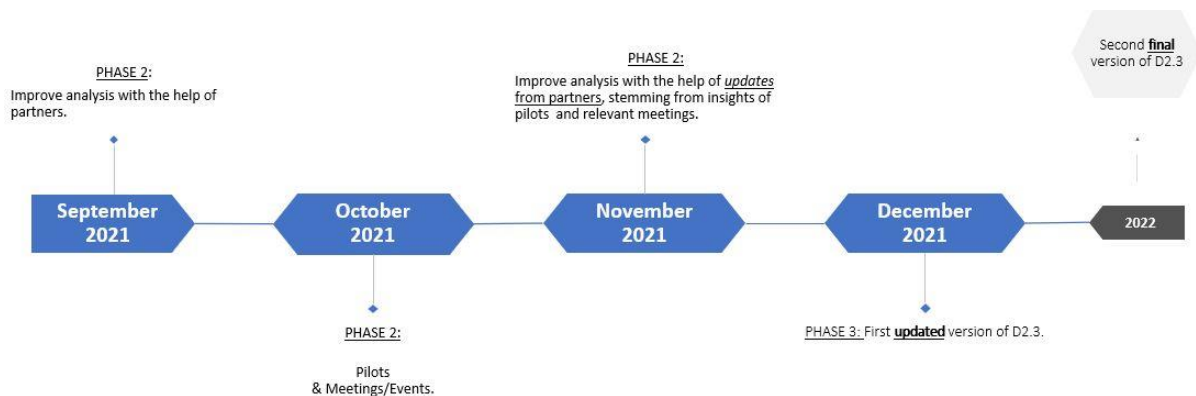 PHASE 2:
Improve analysis with the help of
partners.
PHASE 2:
Improve analysis with the help of updates
from partners, stemming from insights of
pilots and relevant meetings.
Second final
version of D2.3
September
2021
October
2021
November
2021
December
2021
2022
PHASE 2:
Pilots
& Meetings/Events.
PHASE 3: First updated version of D2.3.